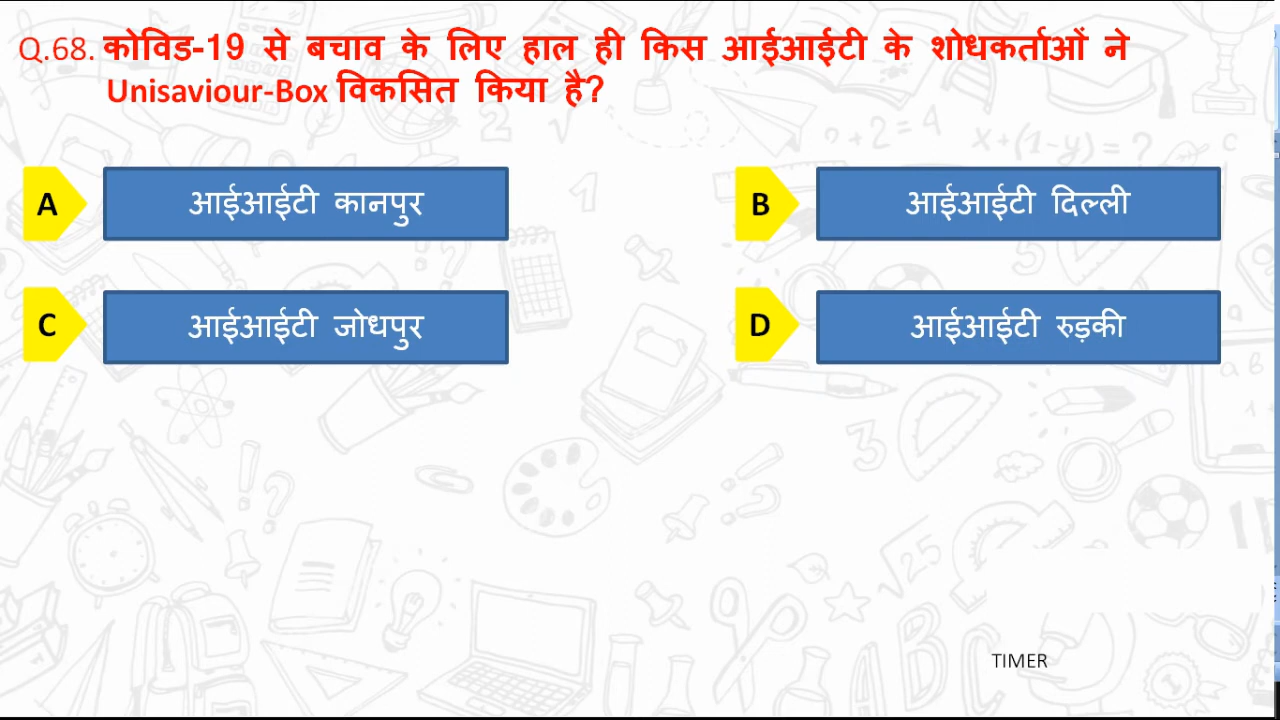 Q.68. कोविड-19 से बचाव के लिए हाल ही किस आईआईटी के शोधकर्ताओं ने
Unisaviour-Box विकसित किया है?
A आईआईटी कानपुर
B आईआईटी दिल्ली
C आईआईटी जोधपुर
D आईआईटी रुड़की
TIMER